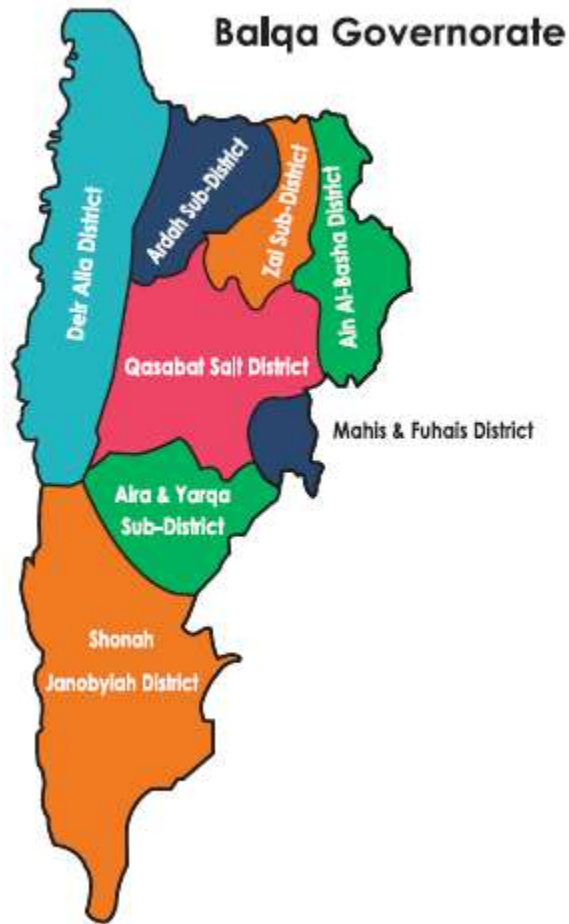 Balqa Governorate
Deir Alla District
Ardah Sub-District
Zai Sub-District
Ain Al-Basha District
Qasabat Salt District
Mahis & Fuhais District
Aira & Yarqa
Sub-District
Shonah
Janobyiah District